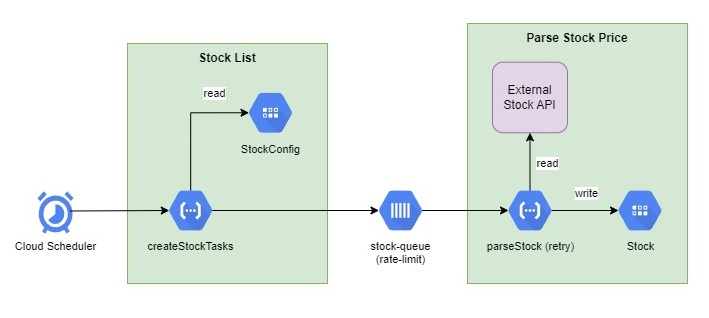 Stock List
Parse Stock Price
External
Stock API
read
StockConfig
read
write
Cloud Scheduler
createStockTasks
stock-queue
(rate-limit)
parseStock (retry)
Stock